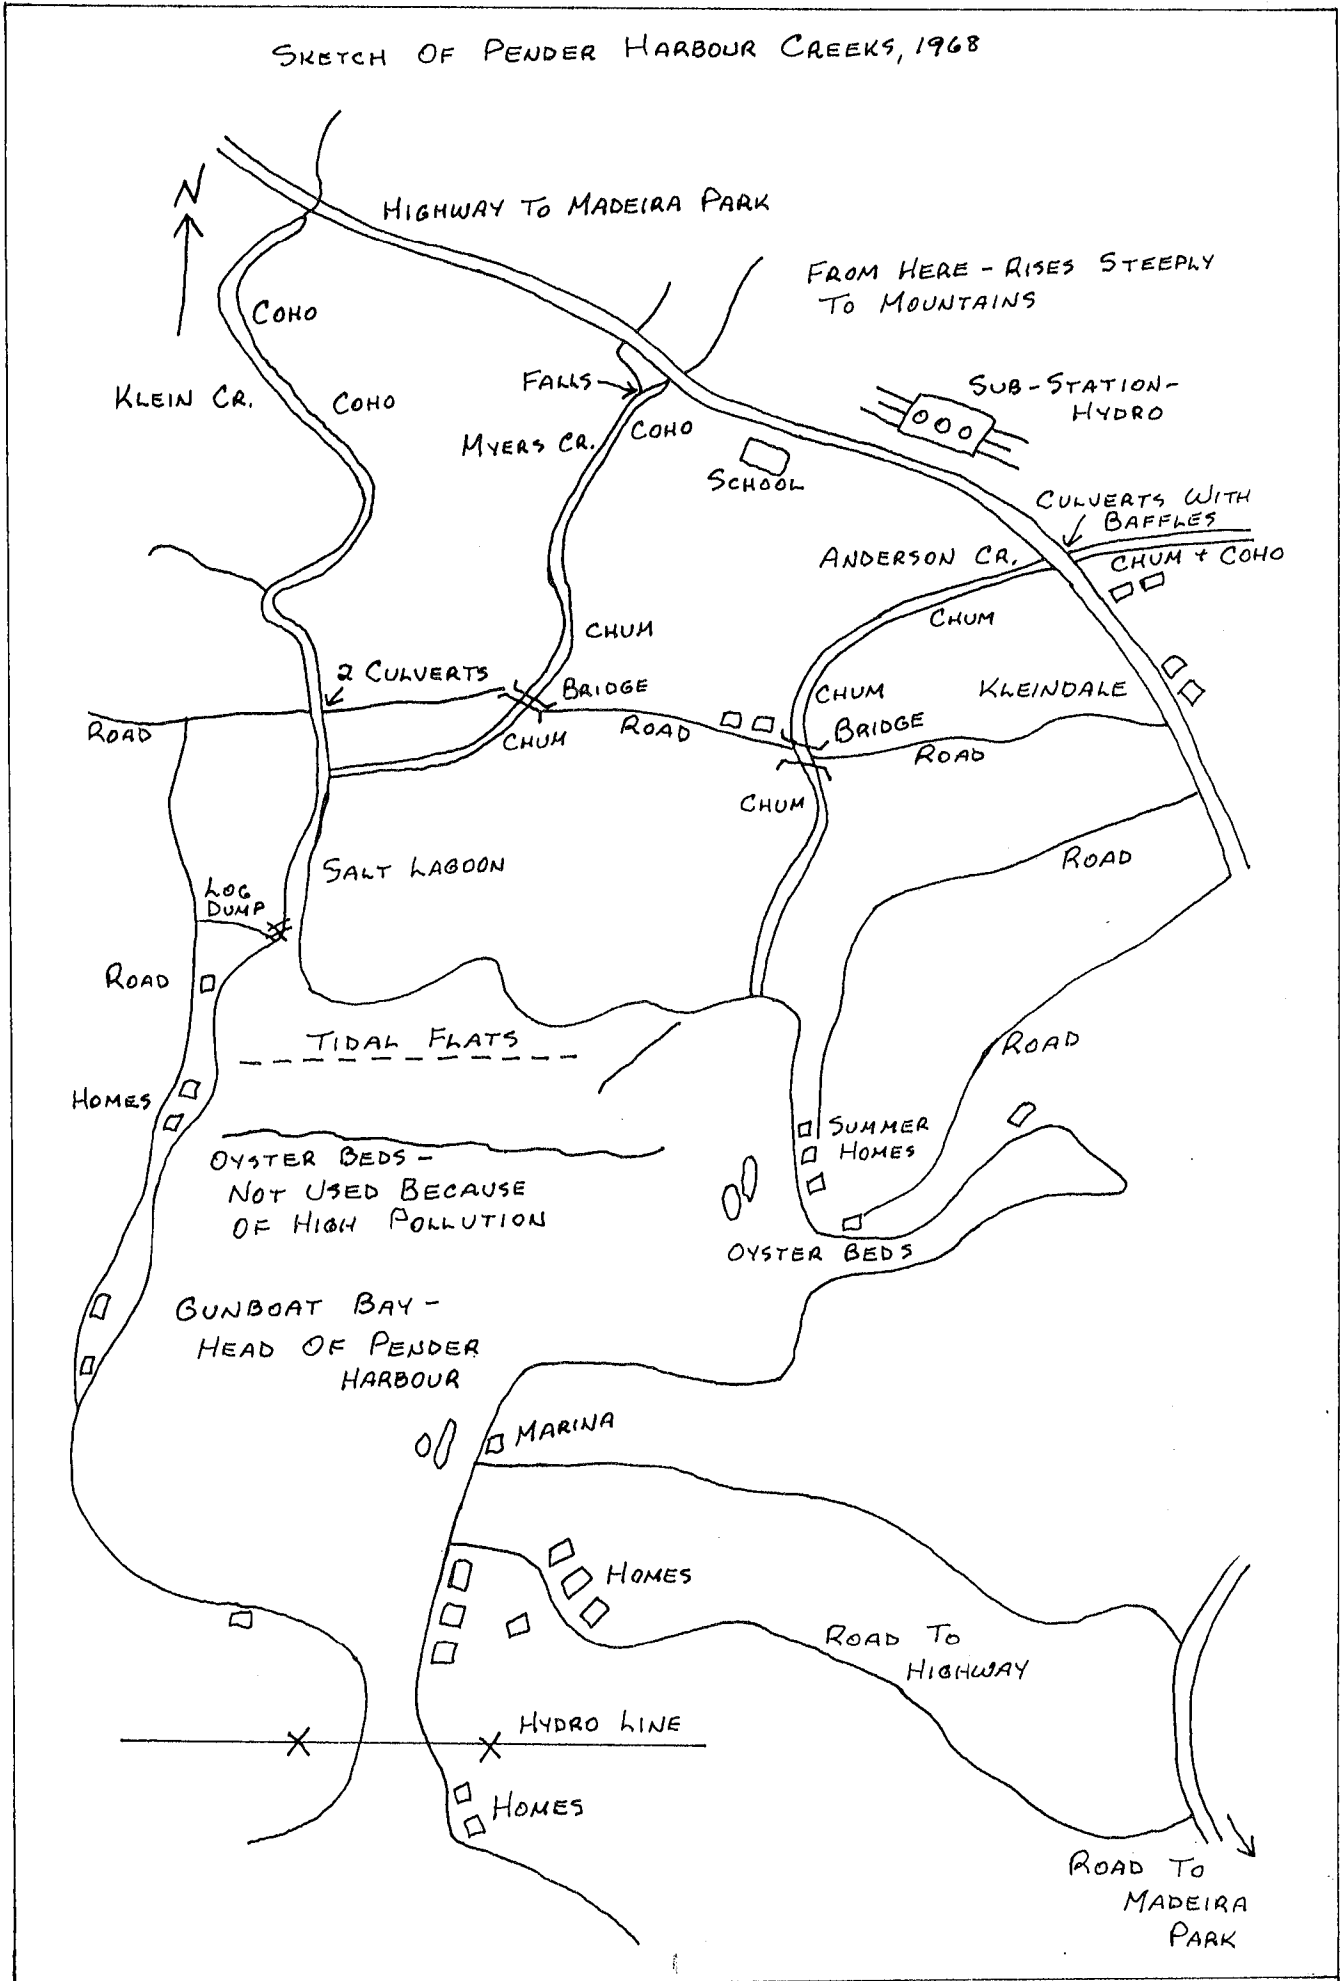 SKETCH OF PENDER HARBOUR CREEKS, 1968
N
HIGHWAY TO MADEIRA PARK
FROM HERE - RISES STEEPLY
TO MOUNTAINS
COHO
KLEIN CR.
COHO
FALLS
MYERS CR.
COHO
SCHOOL
SUB-STATION-
HYDRO
CULVERTS WITH
BAFFLES
ANDERSON CR.
CHUM + COHO
CHUM
CHUM
2 CULVERTS
BRIDGE
CHUM
KLEINDALE
ROAD
CHUM
ROAD
BRIDGE
ROAD
CHUM
ROAD
SALT LAGOON
LOG
DUMP
ROAD
TIDAL FLATS
ROAD
HOMES
SUMMER
HOMES
OYSTER BEDS -
NOT USED BECAUSE
OF HIGH POLLUTION
OYSTER BEDS
GUNBOAT BAY -
HEAD OF PENDER
HARBOUR
MARINA
HOMES
ROAD TO
HIGHWAY
HYDRO LINE
HOMES
ROAD TO
MADEIRA
PARK